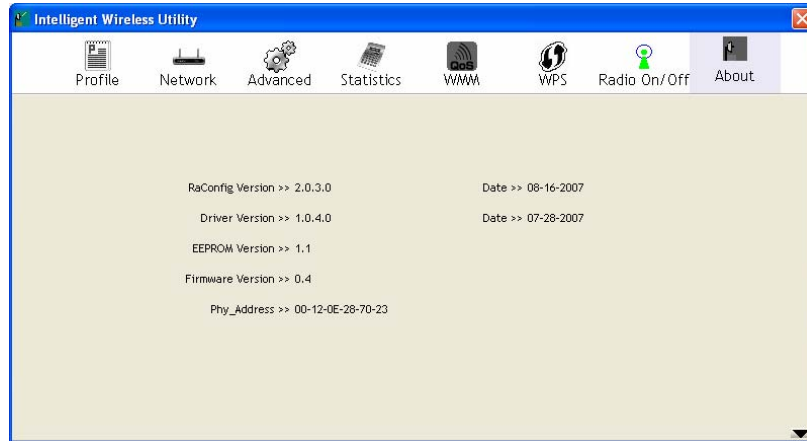 Intelligent Wireless Utility
Profile Network Advanced Statistics QoS WMM WPS Radio On/Off About
RaConfig Version >> 2.0.3.0 Date >> 08-16-2007
Driver Version >> 1.0.4.0 Date >> 07-28-2007
EEPROM Version >> 1.1
Firmware Version >> 0.4
Phy_Address >> 00-12-0E-28-70-23